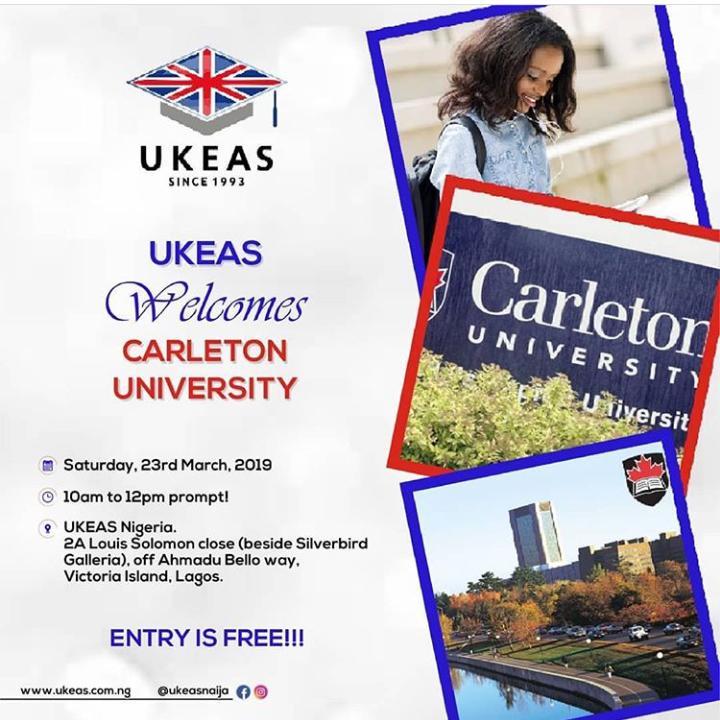 UKEAS
SINCE 1993
UKEAS
Welcomes
CARLETON
UNIVERSITY
Saturday, 23rd March, 2019
10am to 12pm prompt!
UKEAS Nigeria.
2A Louis Solomon close (beside Silverbird
Galleria), off Ahmadu Bello way,
Victoria Island, Lagos.
ENTRY IS FREE!!!
www.ukeas.com.ng @ukeasnaija
Carleton
UNIVERSITY